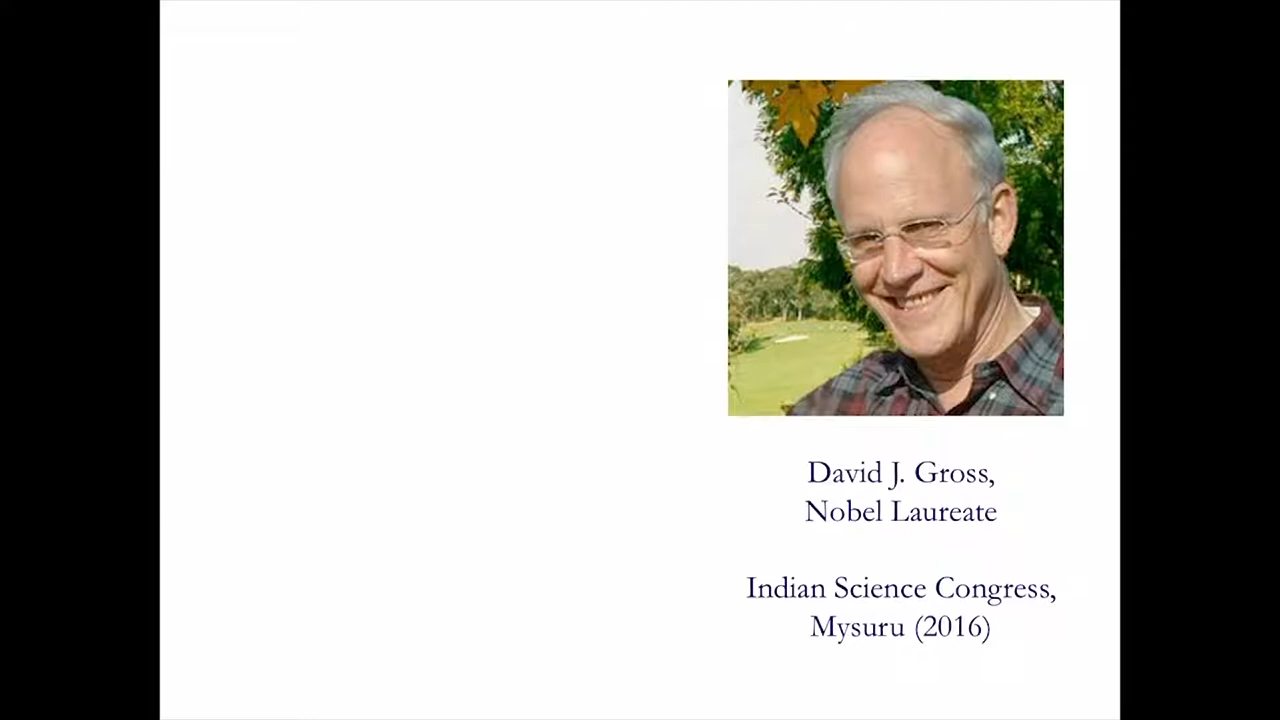 David J. Gross,
Nobel Laureate
Indian Science Congress,
Mysuru (2016)